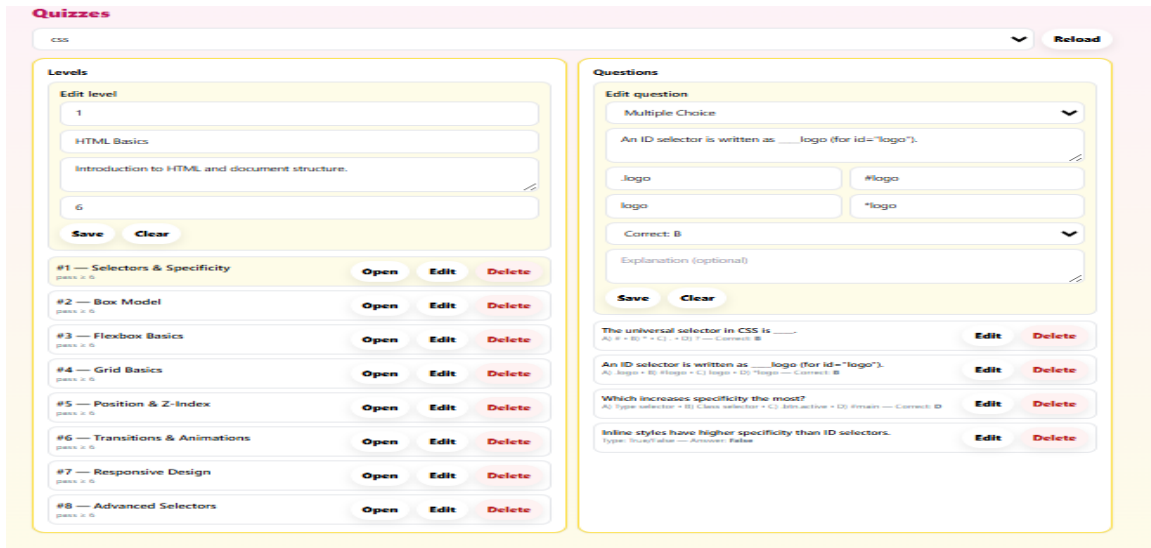 Quizzes
css
Reload
Levels
Edit level
1
HTML Basics
Introduction to HTML and document structure.
6
Save Clear
#1 — Selectors & Specificity
pass ≥ 6
Open Edit Delete
#2 — Box Model
pass ≥ 6
Open Edit Delete
#3 — Flexbox Basics
pass ≥ 6
Open Edit Delete
#4 — Grid Basics
pass ≥ 6
Open Edit Delete
#5 — Position & Z-Index
pass ≥ 6
Open Edit Delete
#6 — Transitions & Animations
pass ≥ 6
Open Edit Delete
#7 — Responsive Design
pass ≥ 6
Open Edit Delete
#8 — Advanced Selectors
pass ≥ 6
Open Edit Delete
Questions
Edit question
Multiple Choice
An ID selector is written as ___logo (for id="logo").
.logo #logo
logo *logo
Correct: B
Explanation (optional)
Save Clear
The universal selector in CSS is ___.
A) # • B) * • C) . • D) ? — Correct: B
Edit Delete
An ID selector is written as ___logo (for id="logo").
A) .logo • B) #logo • C) logo • D) *logo — Correct: B
Edit Delete
Which increases specificity the most?
A) Type selector • B) Class selector • C) .btn.active • D) #main — Correct: D
Edit Delete
Inline styles have higher specificity than ID selectors.
Type: True/False — Answer: False
Edit Delete